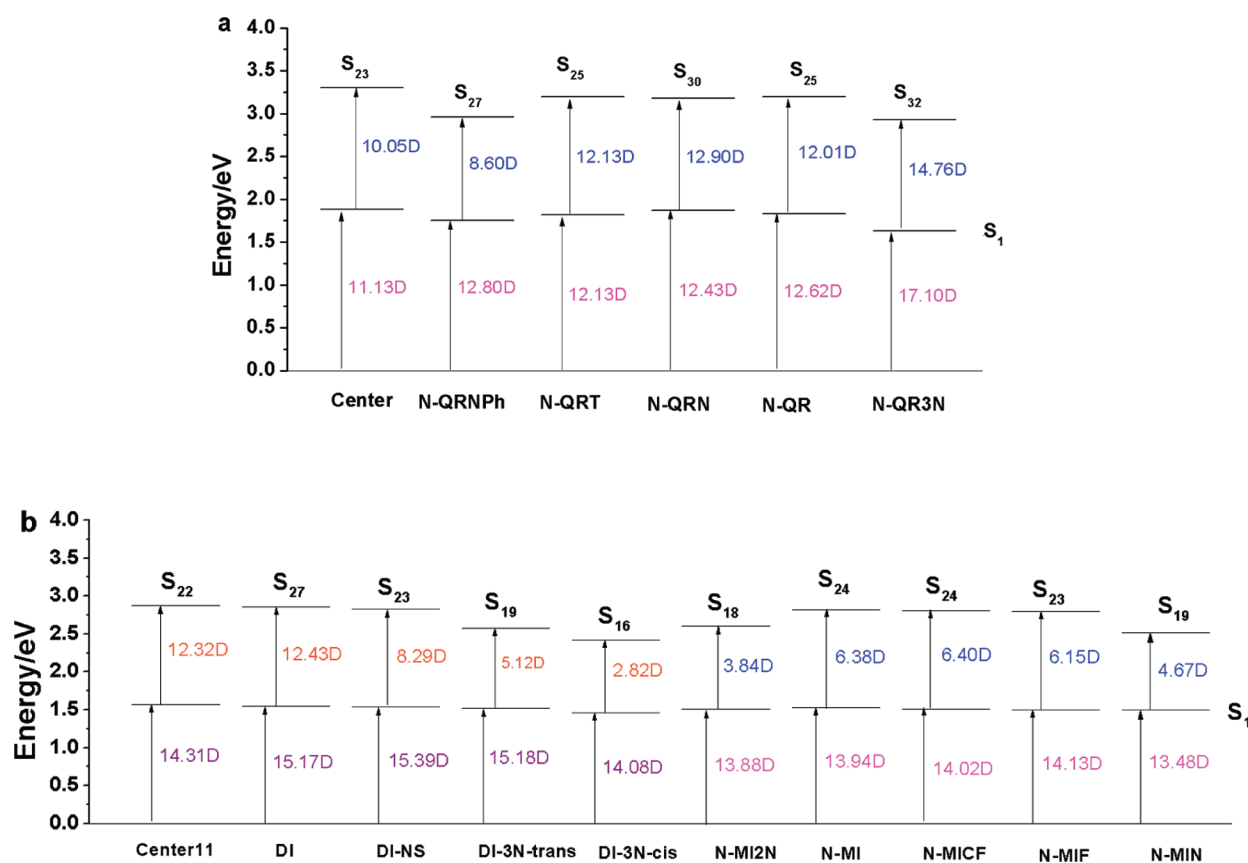 a
Energy/eV
4.0
3.5
3.0
2.5
2.0
1.5
1.0
0.5
0.0
S23 S27 S25 S30 S25 S32
10.05D 8.60D 12.13D 12.90D 12.01D 14.76D
S1
11.13D 12.80D 12.13D 12.43D 12.62D 17.10D
Center N-QRNPh N-QRT N-QRN N-QR N-QR3N
b
Energy/eV
4.0
3.5
3.0
2.5
2.0
1.5
1.0
0.5
0.0
S22 S27 S23 S19 S16 S18 S24 S24 S23 S19
12.32D 12.43D 8.29D 5.12D 2.82D 3.84D 6.38D 6.40D 6.15D 4.67D
S1
14.31D 15.17D 15.39D 15.18D 14.08D 13.88D 13.94D 14.02D 14.13D 13.48D
Center11 DI DI-NS DI-3N-trans DI-3N-cis N-MI2N N-MI N-MICF N-MIF N-MIN